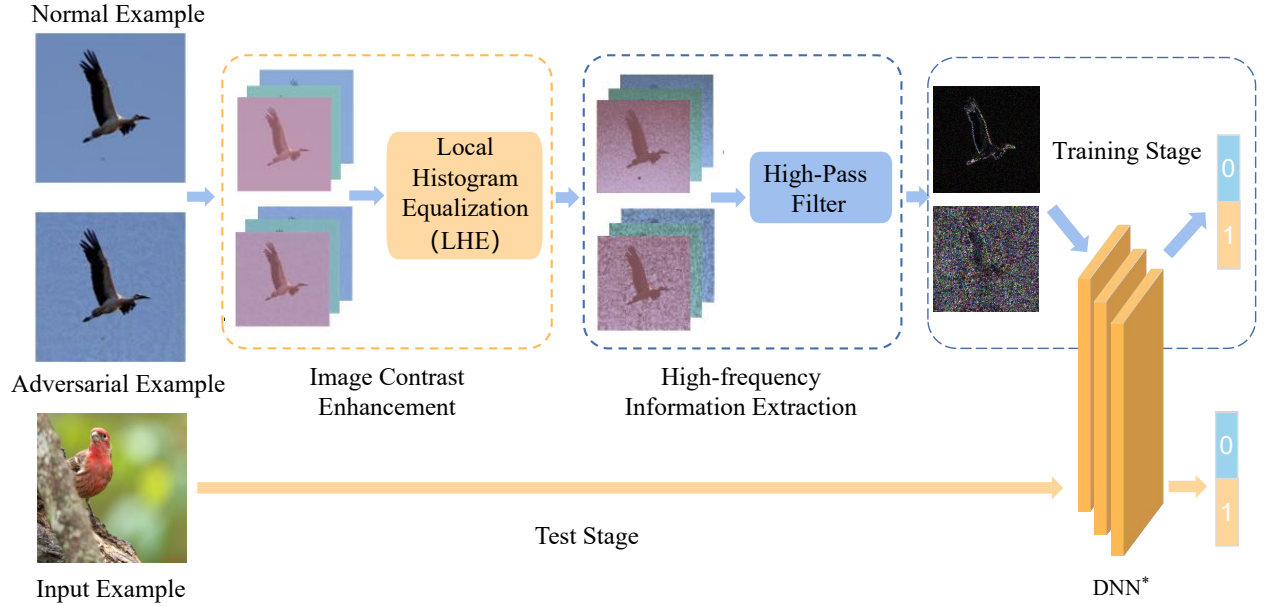 Normal Example
Local
Histogram
Equalization
(LHE)
High-Pass
Filter
Training Stage
0
1
Adversarial Example
Image Contrast
Enhancement
High-frequency
Information Extraction
0
1
Test Stage
Input Example
DNN*